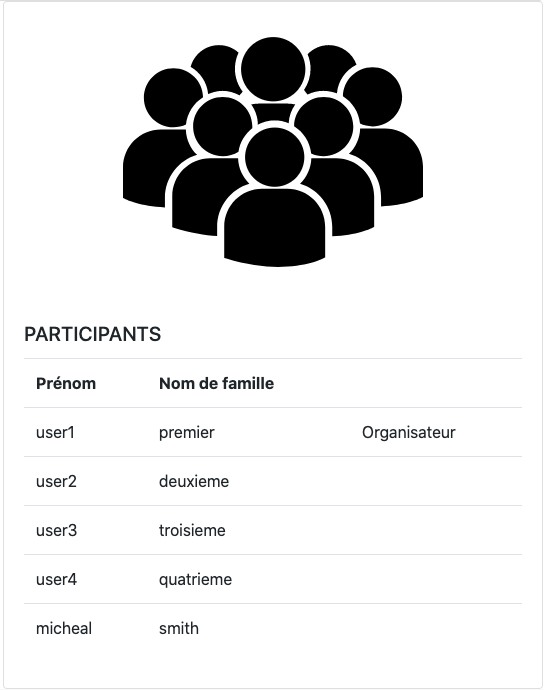 PARTICIPANTS
Prénom Nom de famille
user1 premier Organisateur
user2 deuxieme
user3 troisieme
user4 quatrieme
micheal smith